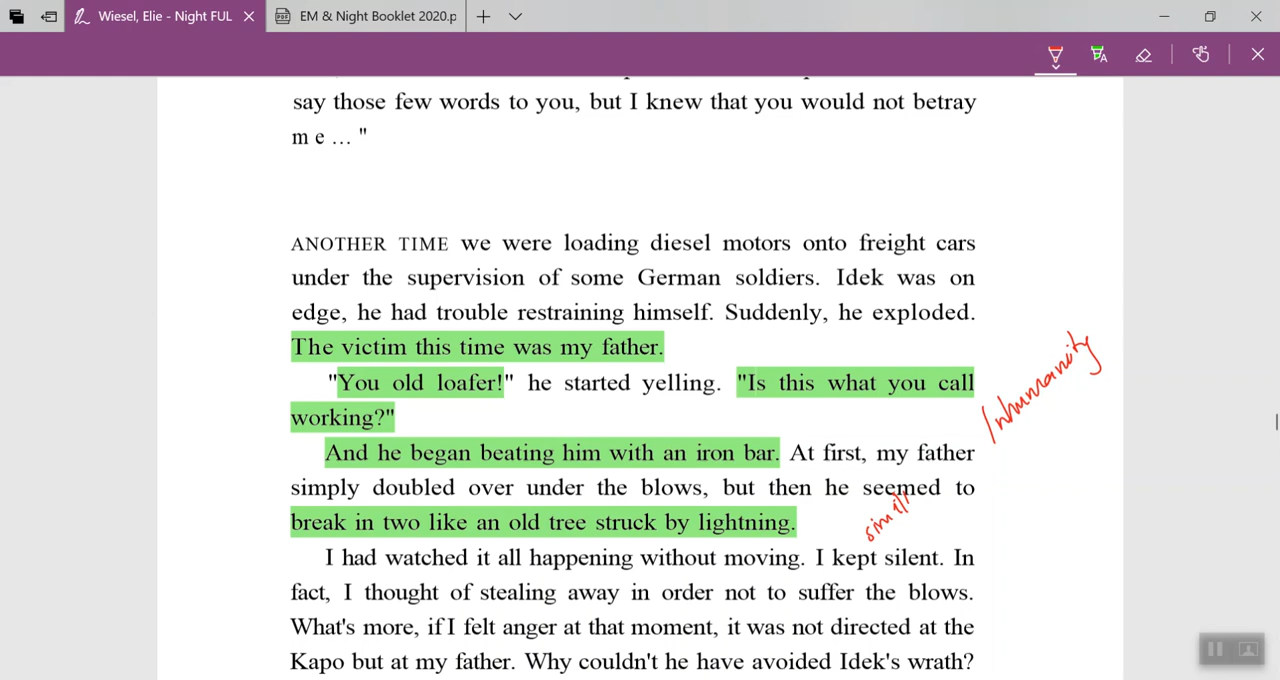 Wiesel, Elie - Night FUL
EM & Night Booklet 2020.p
say those few words to you, but I knew that you would not betray
m e ... "
ANOTHER TIME we were loading diesel motors onto freight cars
under the supervision of some German soldiers. Idek was on
edge, he had trouble restraining himself. Suddenly, he exploded.
The victim this time was my father.
"You old loafer!" he started yelling. "Is this what you call
working?"
And he began beating him with an iron bar. At first, my father
simply doubled over under the blows, but then he seemed to
break in two like an old tree struck by lightning.
I had watched it all happening without moving. I kept silent. In
fact, I thought of stealing away in order not to suffer the blows.
What's more, if I felt anger at that moment, it was not directed at the
Kapo but at my father. Why couldn't he have avoided Idek's wrath?
Inhumanity